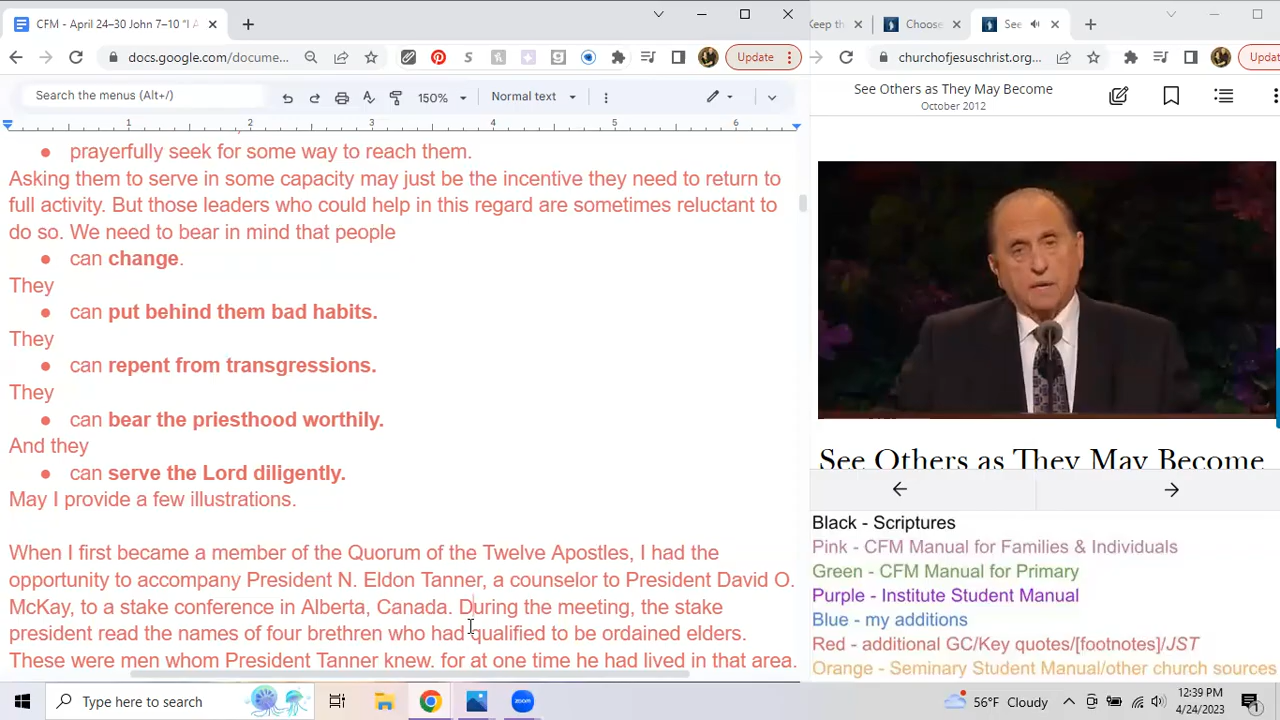 CFM - April 24–30 John 7–10 "I A
Keep th
Choose
See
docs.google.com/docume...
Update
churchofjesuschrist.org...
Updat
Search the menus (Alt+/)
150%
Normal text
See Others as They May Become
October 2012
1 2 3 4 5 6
prayerfully seek for some way to reach them.
Asking them to serve in some capacity may just be the incentive they need to return to
full activity. But those leaders who could help in this regard are sometimes reluctant to
do so. We need to bear in mind that people
● can change.
They
● can put behind them bad habits.
They
● can repent from transgressions.
They
● can bear the priesthood worthily.
And they
● can serve the Lord diligently.
May I provide a few illustrations.
When I first became a member of the Quorum of the Twelve Apostles, I had the
opportunity to accompany President N. Eldon Tanner, a counselor to President David O.
McKay, to a stake conference in Alberta, Canada. During the meeting, the stake
president read the names of four brethren who had qualified to be ordained elders.
These were men whom President Tanner knew. for at one time he had lived in that area.
See Others as They May Become
Black - Scriptures
Pink - CFM Manual for Families & Individuals
Green - CFM Manual for Primary
Purple - Institute Student Manual
Blue - my additions
Red - additional GC/Key quotes/[footnotes]/JST
Orange - Seminary Student Manual/other church sources
Type here to search
zoom
56°F Cloudy
12:39 PM
4/24/2023
1